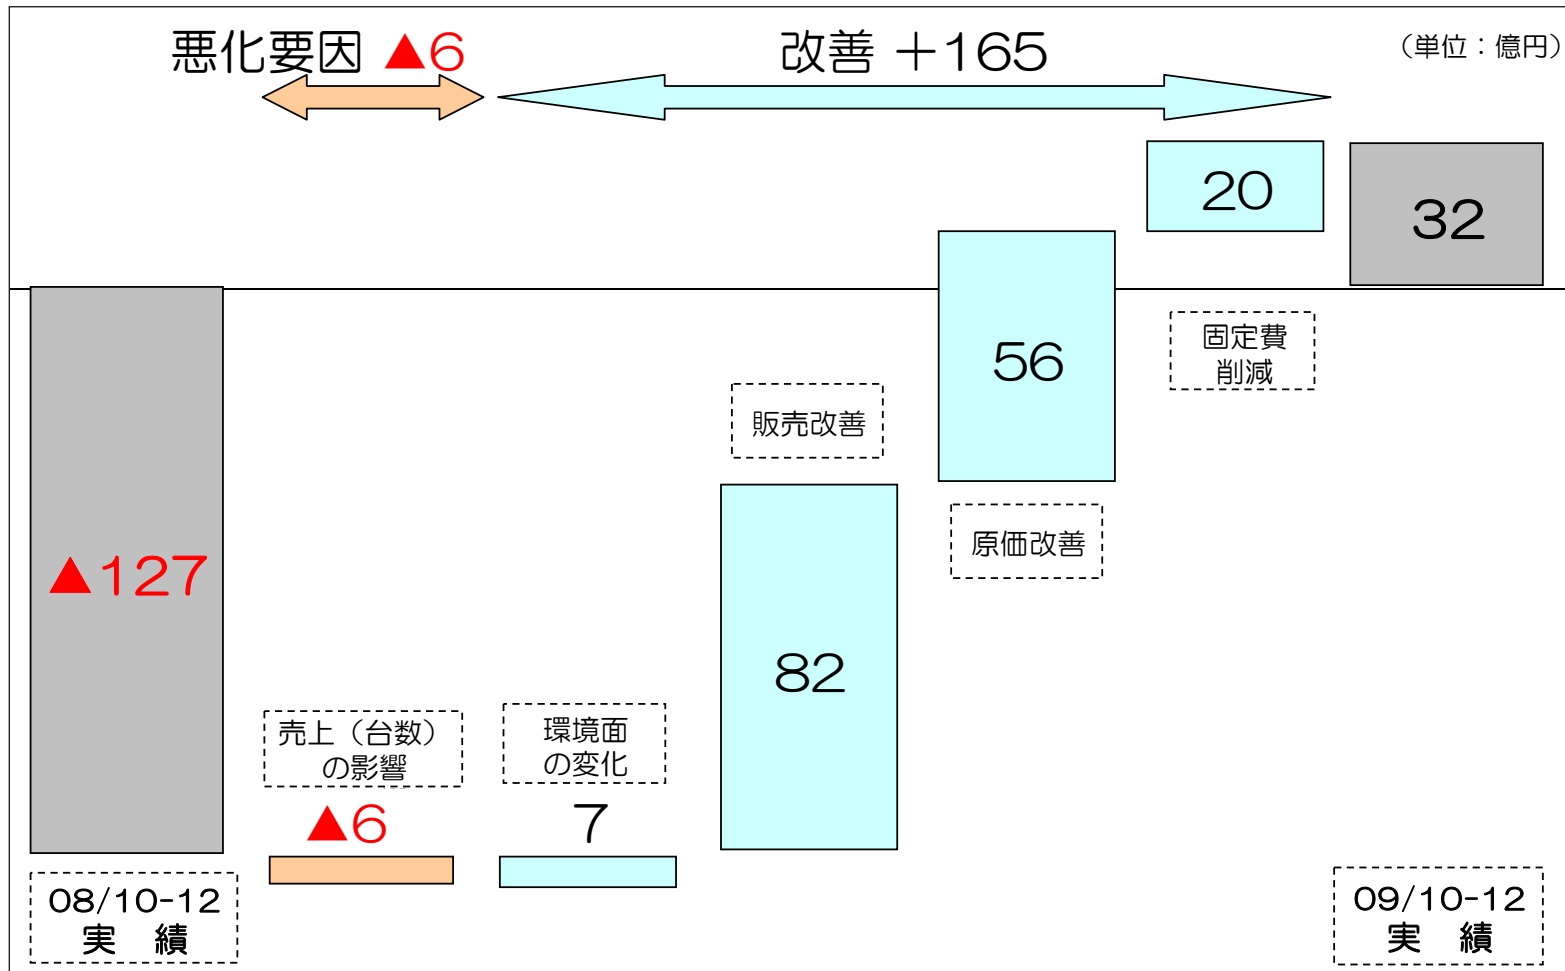 悪化要因 ▲6
改善 +165
(単位:億円)
20
32
56
固定費
削減
販売改善
原価改善
▲127
82
売上(台数)
の影響
環境面
の変化
▲6
7
08/10-12
実 績
09/10-12
実 績